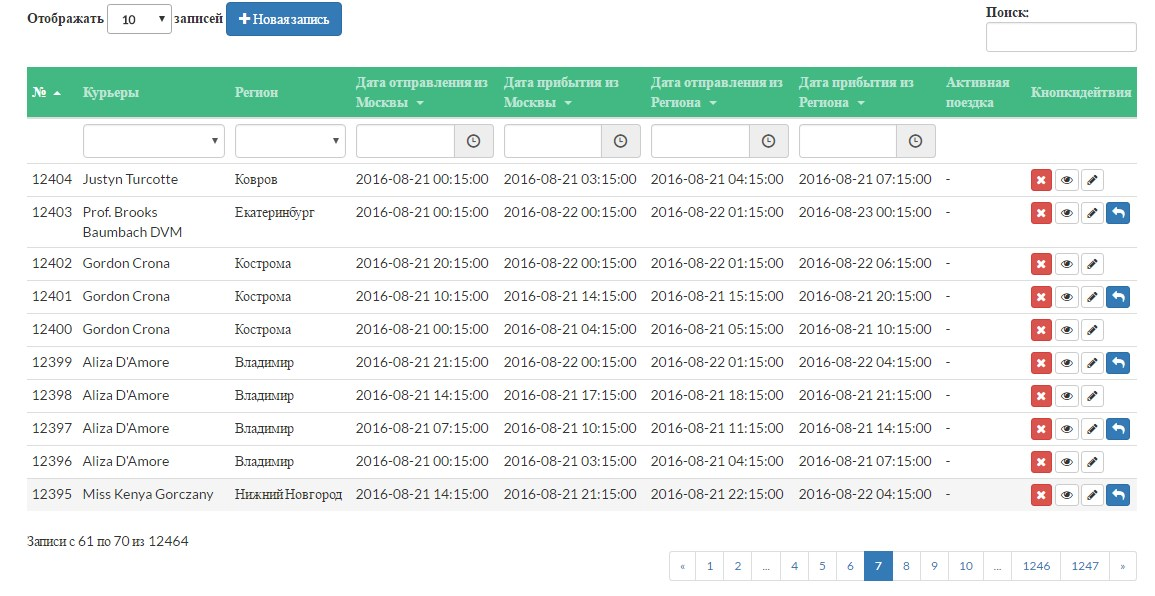 Отображать 10 записей Новая запись
Поиск:
№ Курьеры Регион Дата отправления из Москвы Дата прибытия из Москвы Дата отправления из Региона Дата прибытия из Региона Активная поездка Кнопкидейтвия
12404 Justyn Turcotte Ковров 2016-08-21 00:15:00 2016-08-21 03:15:00 2016-08-21 04:15:00 2016-08-21 07:15:00 -
12403 Prof. Brooks Baumbach DVM Екатеринбург 2016-08-21 00:15:00 2016-08-22 00:15:00 2016-08-22 01:15:00 2016-08-23 00:15:00 -
12402 Gordon Crona Кострома 2016-08-21 20:15:00 2016-08-22 00:15:00 2016-08-22 01:15:00 2016-08-22 06:15:00 -
12401 Gordon Crona Кострома 2016-08-21 10:15:00 2016-08-21 14:15:00 2016-08-21 15:15:00 2016-08-21 20:15:00 -
12400 Gordon Crona Кострома 2016-08-21 00:15:00 2016-08-21 04:15:00 2016-08-21 05:15:00 2016-08-21 10:15:00 -
12399 Aliza D'Amore Владимир 2016-08-21 21:15:00 2016-08-22 00:15:00 2016-08-22 01:15:00 2016-08-22 04:15:00 -
12398 Aliza D'Amore Владимир 2016-08-21 14:15:00 2016-08-21 17:15:00 2016-08-21 18:15:00 2016-08-21 21:15:00 -
12397 Aliza D'Amore Владимир 2016-08-21 07:15:00 2016-08-21 10:15:00 2016-08-21 11:15:00 2016-08-21 14:15:00 -
12396 Aliza D'Amore Владимир 2016-08-21 00:15:00 2016-08-21 03:15:00 2016-08-21 04:15:00 2016-08-21 07:15:00 -
12395 Miss Kenya Gorczany Нижний Новгород 2016-08-21 14:15:00 2016-08-21 21:15:00 2016-08-21 22:15:00 2016-08-22 04:15:00 -
Записи с 61 по 70 из 12464
« 1 2 ... 4 5 6 7 8 9 10 ... 1246 1247 »